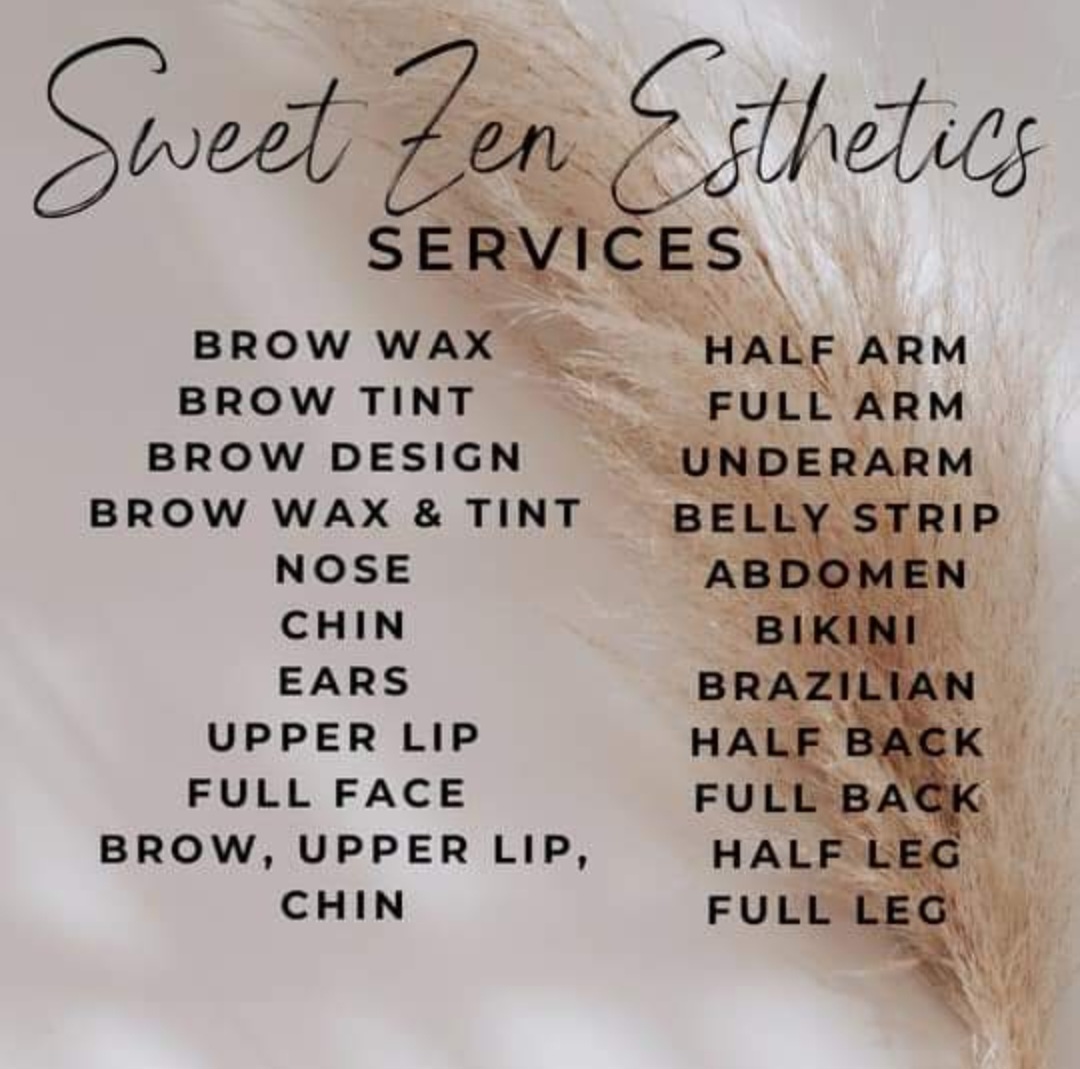 Sweet Zen Esthetics
SERVICES
BROW WAX
BROW TINT
BROW DESIGN
BROW WAX & TINT
NOSE
CHIN
EARS
UPPER LIP
FULL FACE
BROW, UPPER LIP,
CHIN
HALF ARM
FULL ARM
UNDERARM
BELLY STRIP
ABDOMEN
BIKINI
BRAZILIAN
HALF BACK
FULL BACK
HALF LEG
FULL LEG